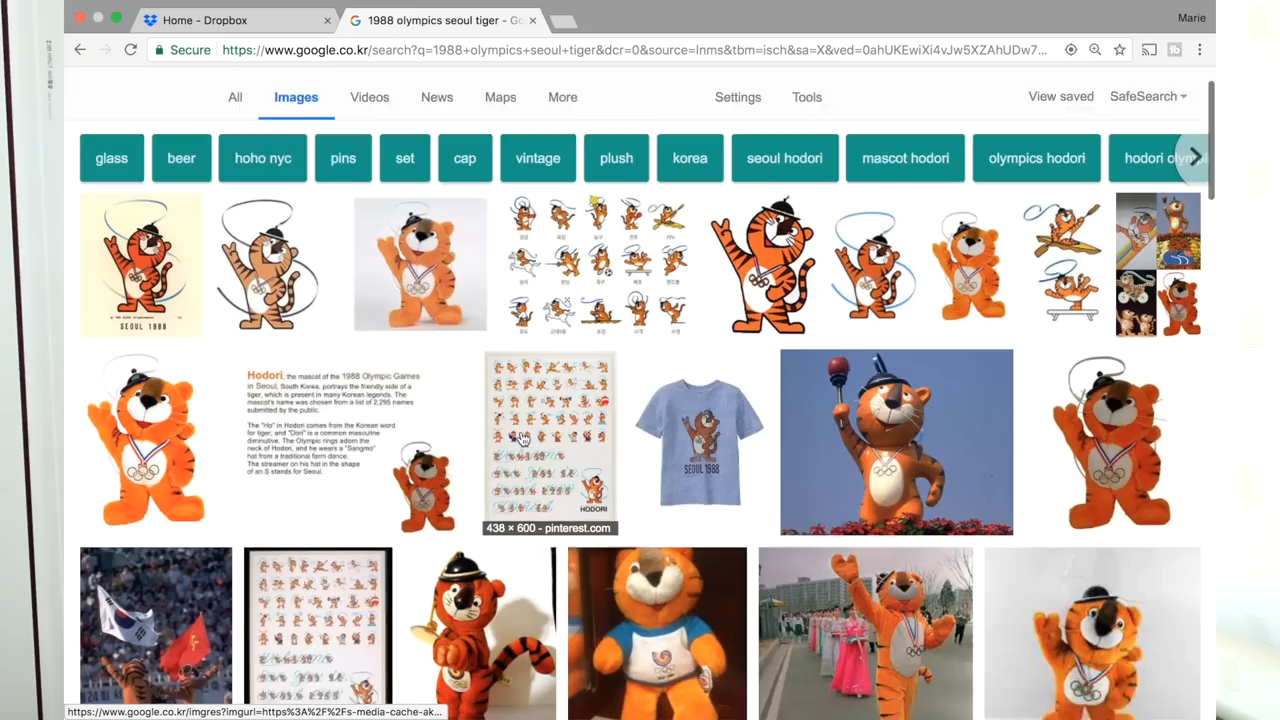 Home - Dropbox
1988 olympics seoul tiger - Go
Marie
Secure
https://www.google.co.kr/search?q=1988+olympics+seoul+tiger&dcr=0&source=lnms&tbm=isch&sa=X&ved=0ahUKEwiXi4vJw5XZAhUDw7...
All
Images
Videos
News
Maps
More
Settings
Tools
View saved
SafeSearch
glass
beer
hoho nyc
pins
set
cap
vintage
plush
korea
seoul hodori
mascot hodori
olympics hodori
hodori olymp
SEOUL 1988
Hodori, the mascot of the 1988 Olympic Games
in Seoul, South Korea, portrays the friendly side of a
tiger, which is present in many Korean legends. The
mascot's name was chosen from a list of 2,295 names
submitted by the public.
The "Ho" in Hodori comes from the Korean word
for tiger, and "Dori" is a common masculine
diminutive. The Olympic rings adorn the
neck of Hodori, and he wears a "Sangmo"
hat from a traditional farm dance.
The streamer on his hat in the shape
of an S stands for Seoul.
HODORI
438 × 600 - pinterest.com
SEOUL 1988
https://www.google.co.kr/imgres?imgurl=https%3A%2F%2Fs-media-cache-ak...